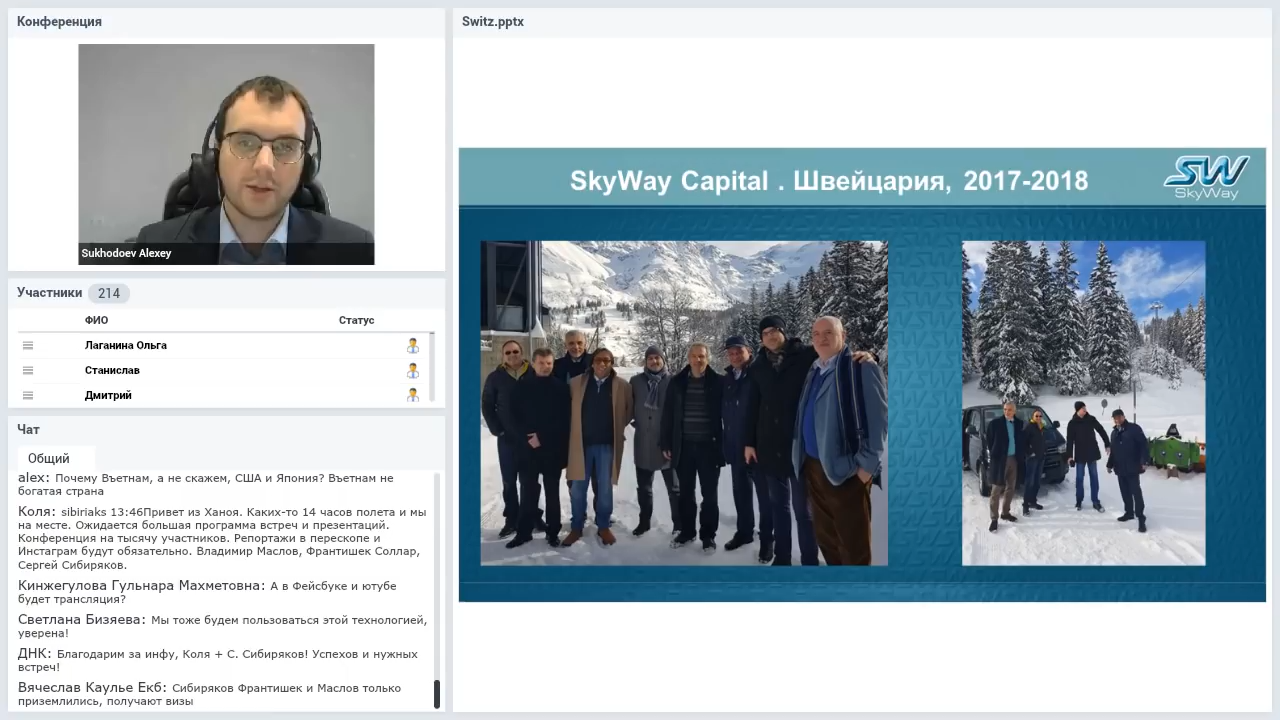 Конференция
Sukhodoev Alexey
Участники 214
ФИО Статус
Лаганина Ольга
Станислав
Дмитрий
Чат
Общий
alex: Почему Въетнам, а не скажем, США и Япония? Въетнам не
богатая страна
Коля: sibiriaks 13:46Привет из Ханоя. Каких-то 14 часов полета и мы
на месте. Ожидается большая программа встреч и презентаций.
Конференция на тысячу участников. Репортажи в перескопе и
Инстаграм будут обязательно. Владимир Маслов, Франтишек Соллар,
Сергей Сибиряков.
Кинжегулова Гульнара Махметовна: А в Фейсбуке и ютубе
будет трансляция?
Светлана Бизяева: Мы тоже будем пользоваться этой технологией,
уверена!
ДНК: Благодарим за инфу, Коля + С. Сибиряков! Успехов и нужных
встреч!
Вячеслав Каулье Екб: Сибиряков Франтишек и Маслов только
приземлились, получают визы
Switz.pptx
SkyWay Capital . Швейцария, 2017-2018
SW
SkyWay